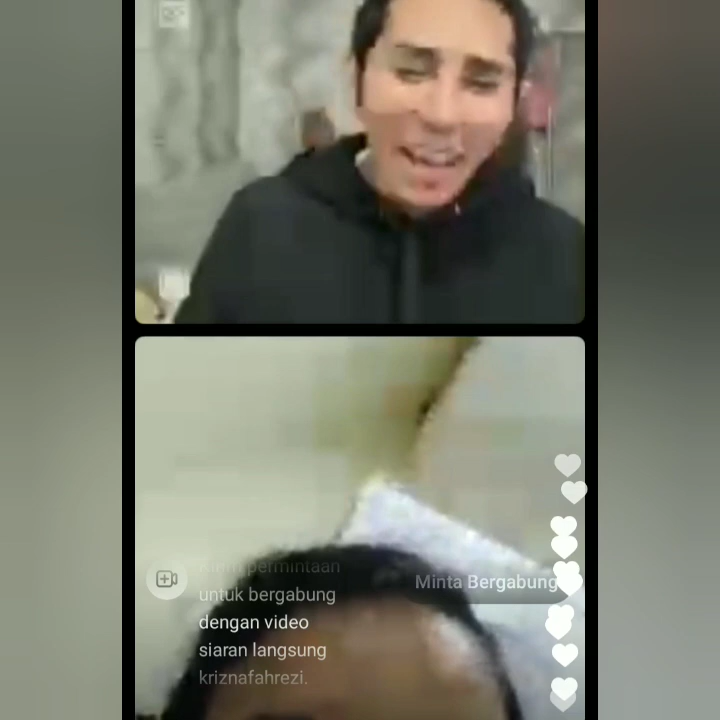 permintaan
Minta Bergabung
untuk bergabung
dengan video
siaran langsung
kriznafahrezi.